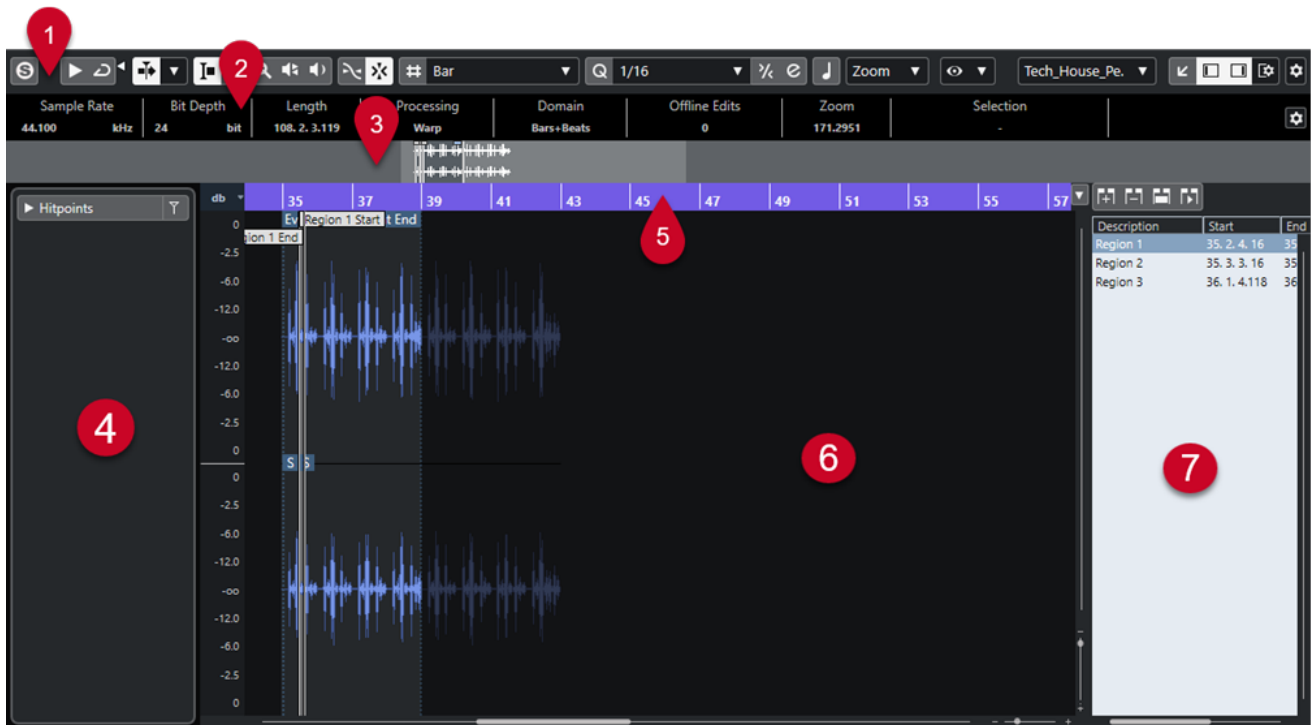 1
Bar
Q 1/16
Zoom
Tech_House_Pe.
2
Sample Rate Bit Depth Length Processing Domain Offline Edits Zoom Selection
44.100 kHz 24 bit 108. 2. 3.119 Warp Bars+Beats 0 171.2951 -
3
Hitpoints
db 35 37 39 41 43 45 47 49 51 53 55 57
5
Ev Region 1 Start t End
gion 1 End
0
-2.5
-6.0
-12.0
-oo
-12.0
-6.0
-2.5
0
S S
0
-2.5
-6.0
-12.0
-oo
-12.0
-6.0
-2.5
0
4
6
Description Start End
Region 1 35. 2. 4. 16 35
Region 2 35. 3. 3. 16 35
Region 3 36. 1. 4.118 36
7